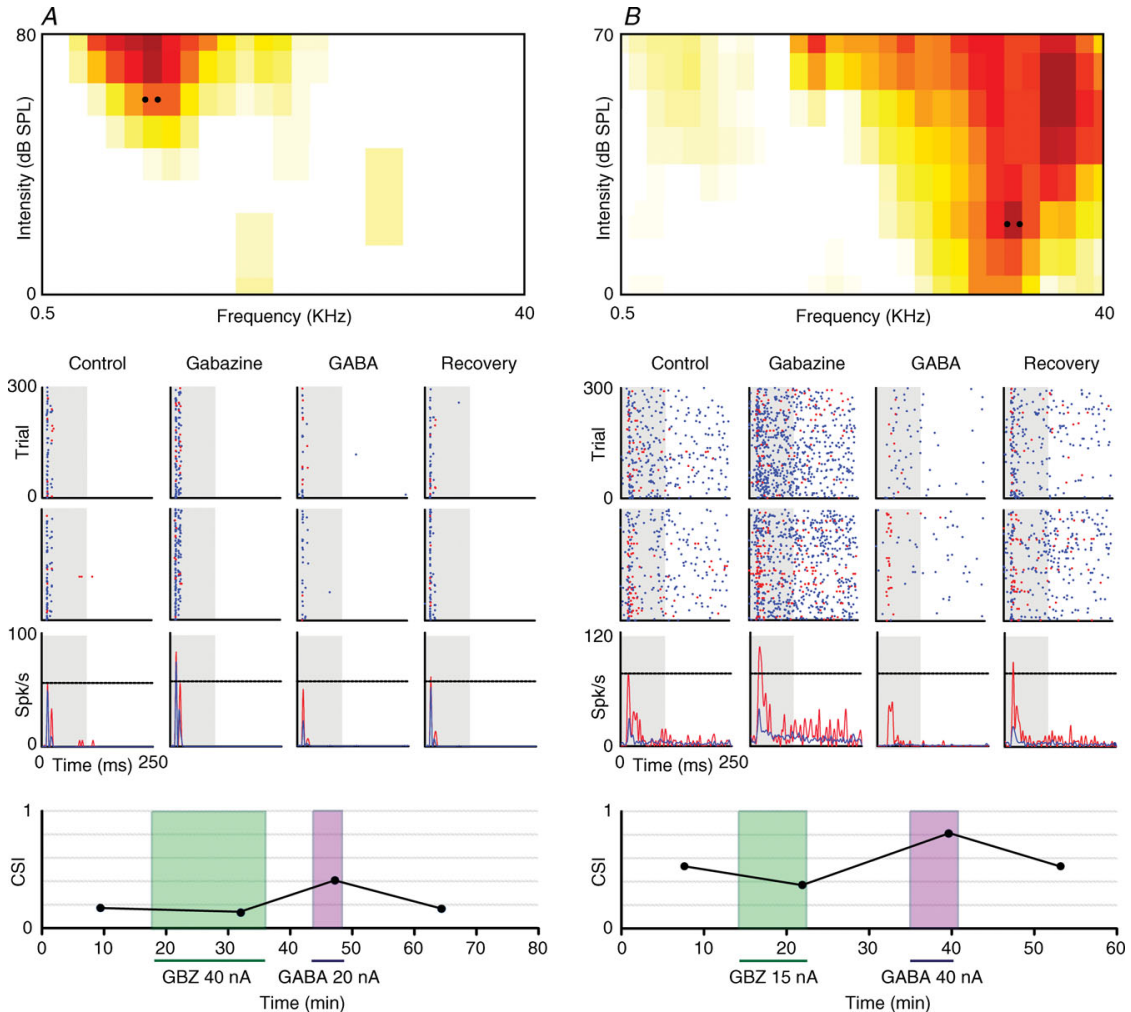 A
80
Intensity (dB SPL)
0
0.5
Frequency (KHz)
40
Control
Gabazine
GABA
Recovery
300
Trial
0
100
Spk/s
0
0
Time (ms)
250
1
CSI
0
0
10
20
30
40
50
60
70
80
GBZ 40 nA
GABA 20 nA
Time (min)
B
70
Intensity (dB SPL)
0
0.5
Frequency (KHz)
40
Control
Gabazine
GABA
Recovery
300
Trial
0
120
Spk/s
0
0
Time (ms)
250
1
CSI
0
0
10
20
30
40
50
60
GBZ 15 nA
GABA 40 nA
Time (min)